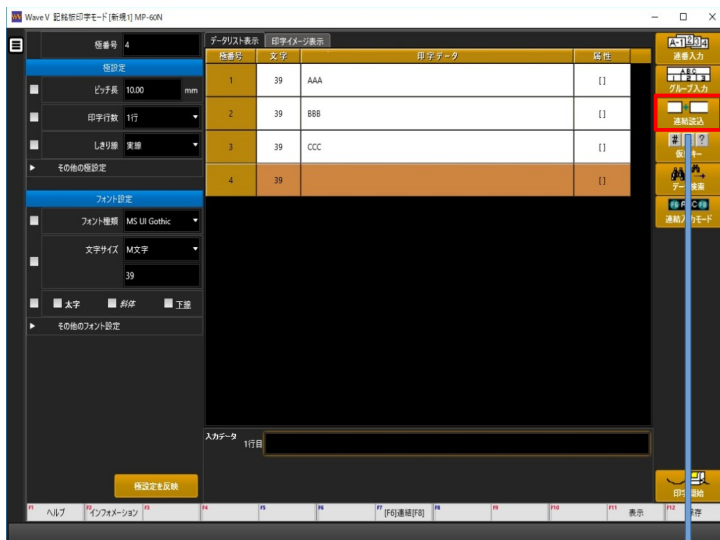 Wave V 記銘板印字モード [新規1] MP-60N
極番号 4
極設定
ピッチ長 10.00 mm
印字行数 1行
しきり線 実線
その他の極設定
フォント設定
フォント種類 MS UI Gothic
文字サイズ M文字
39
太字 斜体 下線
その他のフォント設定
極設定を反映
データリスト表示 印字イメージ表示
極番号 文字 印字データ 属性
1 39 AAA []
2 39 BBB []
3 39 CCC []
4 39 []
入力データ
1行目
A-1 2 3 4
連番入力
A B C
1 2 3
グループ入力
連結読込
# ?
データ検索
連結入力モード
印字開始
F1 ヘルプ F2 インフォメーション F3 F4 F5 F6 F7 [F6]連結[F8] F8 F9 F10 F11 表示 F12